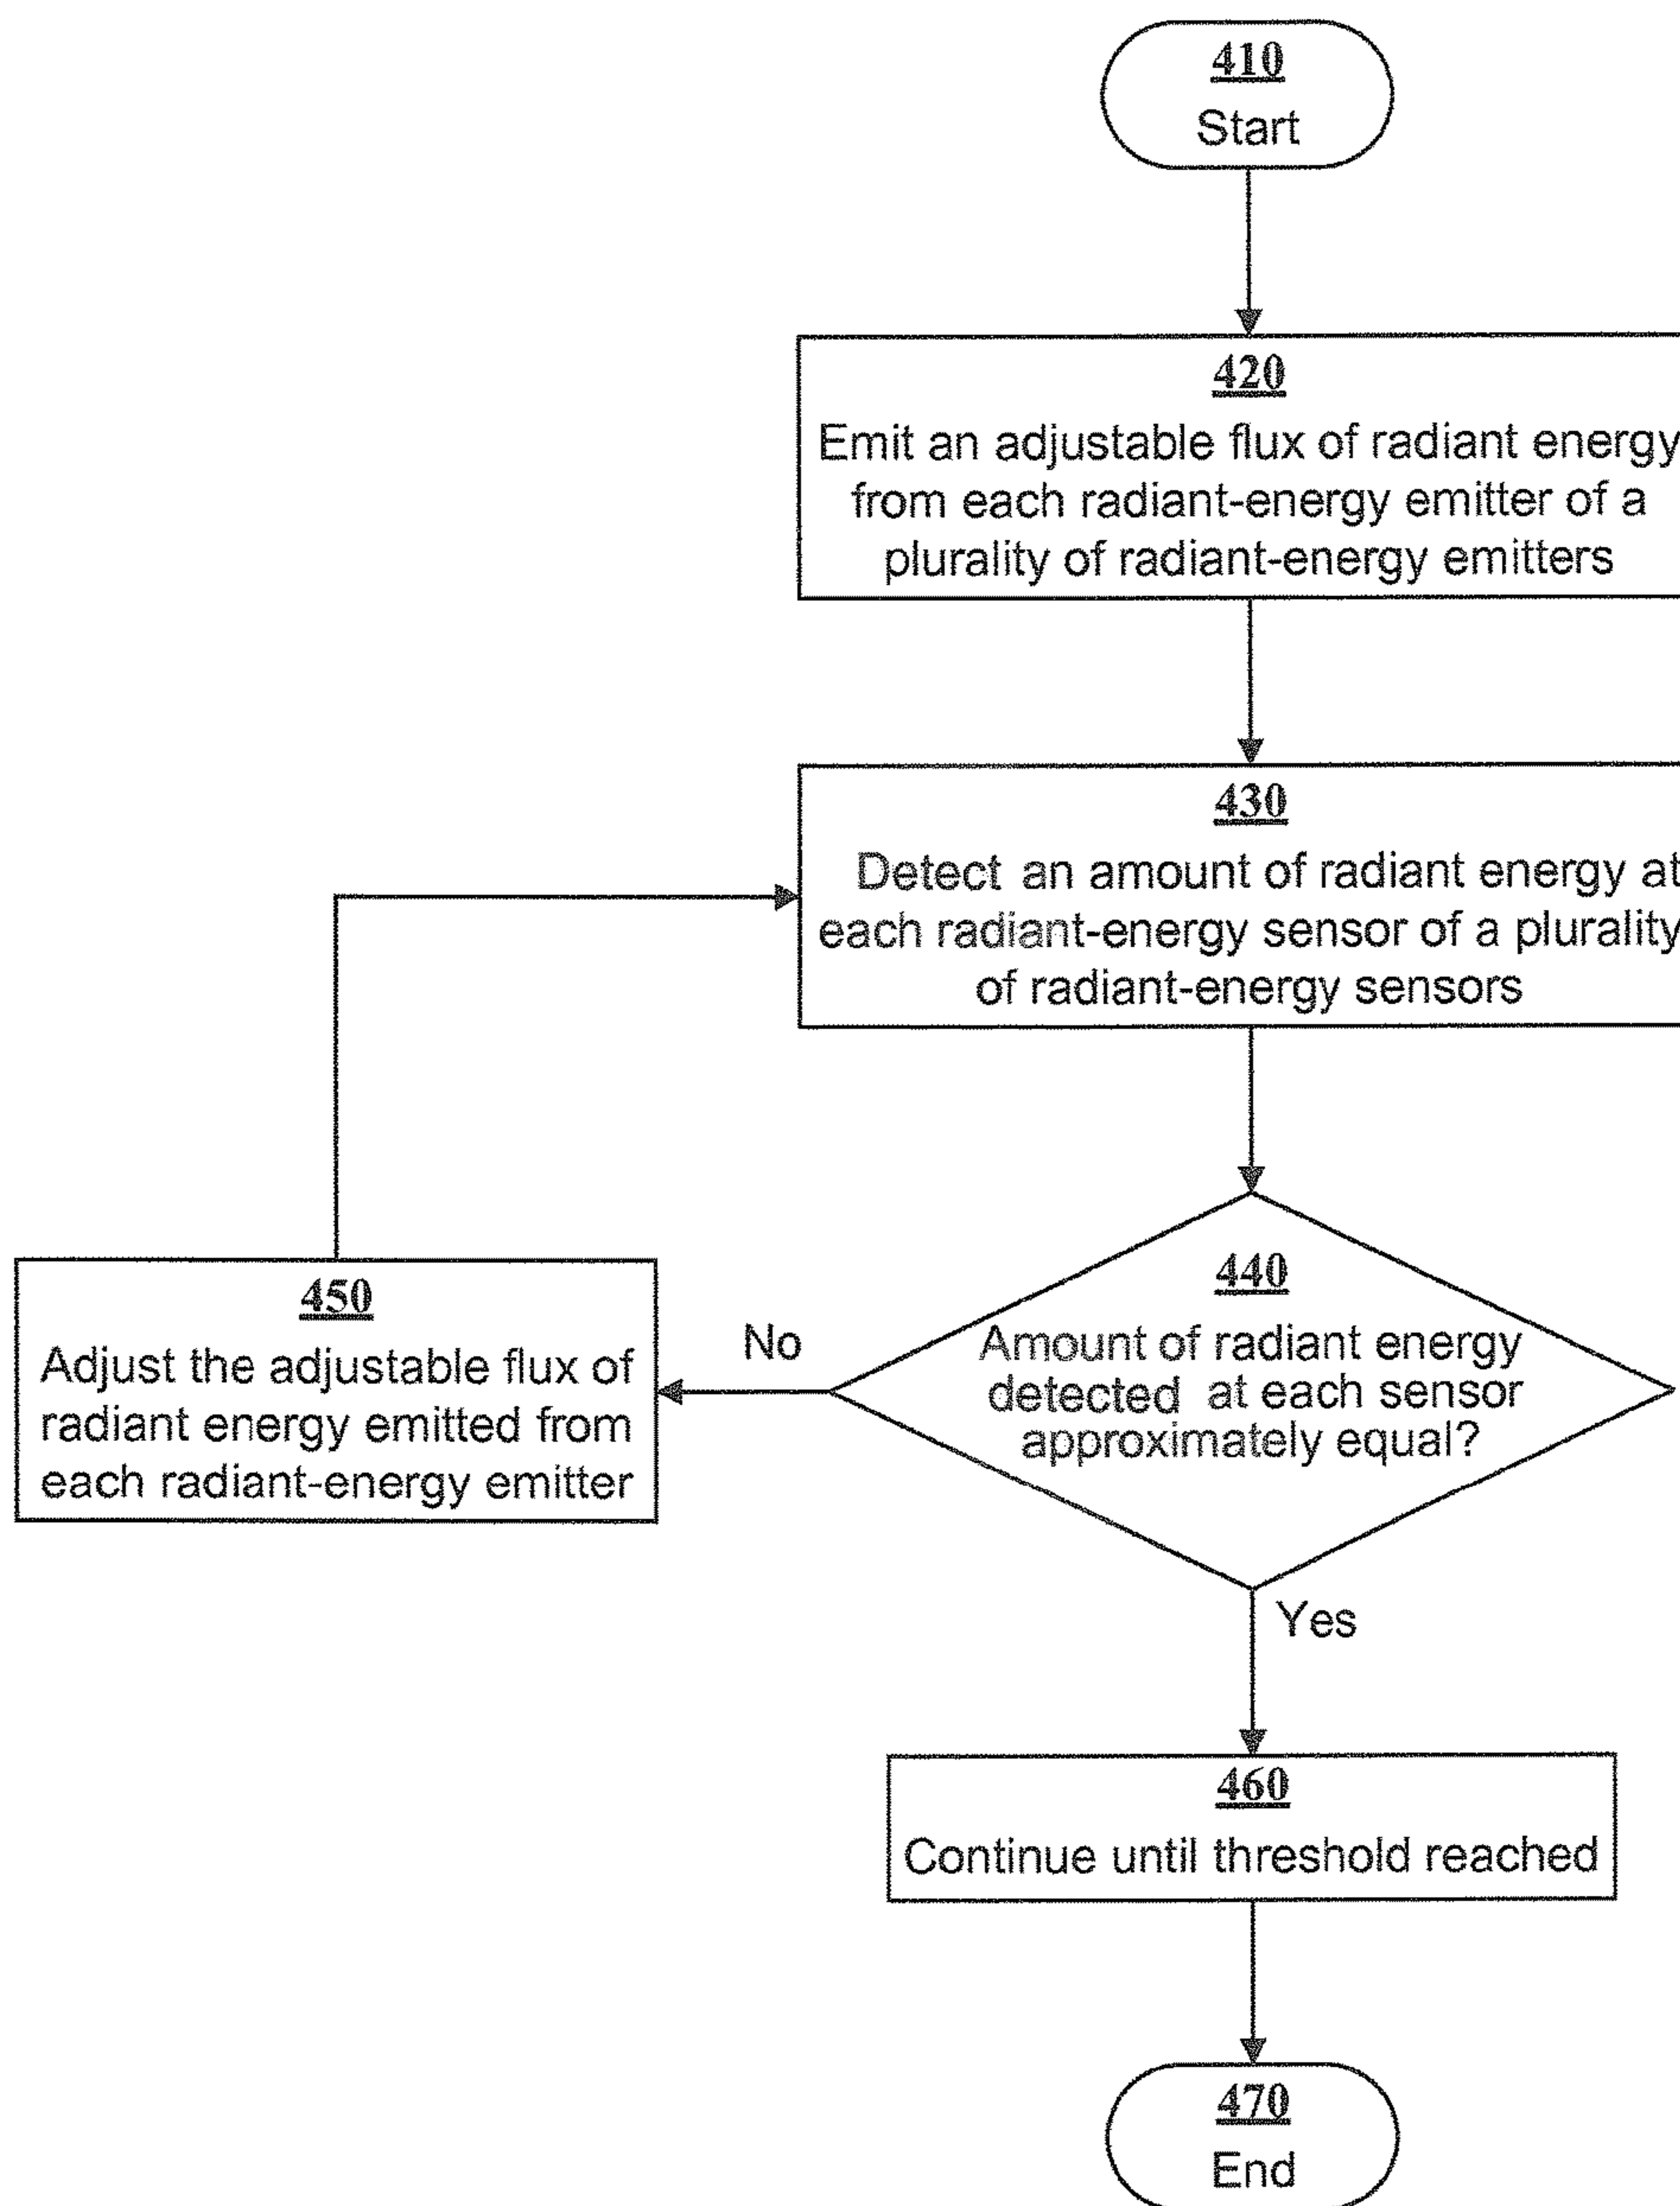 410
Start
420
Emit an adjustable flux of radiant energy
from each radiant-energy emitter of a
plurality of radiant-energy emitters
430
Detect an amount of radiant energy at
each radiant-energy sensor of a plurality
of radiant-energy sensors
440
Amount of radiant energy
detected at each sensor
approximately equal?
No
450
Adjust the adjustable flux of
radiant energy emitted from
each radiant-energy emitter
Yes
460
Continue until threshold reached
470
End